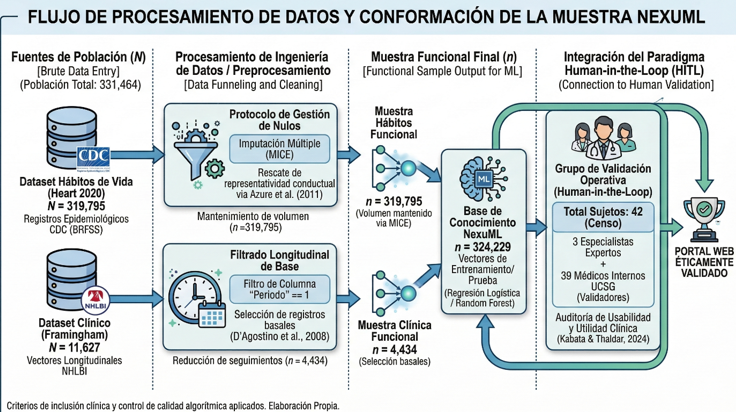 FLUJO DE PROCESAMIENTO DE DATOS Y CONFORMACIÓN DE LA MUESTRA NEXUML
Fuentes de Población (N)
[Brute Data Entry]
(Población Total: 331,464)
CDC
Dataset Hábitos de Vida
(Heart 2020)
N = 319,795
Registros Epidemiológicos
CDC (BRFSS)
NHLBI
Dataset Clínico
(Framingham)
N = 11,627
Vectores Longitudinales
NHLBI
Procesamiento de Ingeniería
de Datos / Preprocesamiento
[Data Funneling and Cleaning]
Protocolo de Gestión
de Nulos
Imputación Múltiple
(MICE)
Rescate de
representatividad conductual
via Azure et al. (2011)
Mantenimiento de volumen
(n =319,795)
Filtrado Longitudinal
de Base
Filtro de Columna
“Periodo” == 1
Selección de registros
basales
(D’Agostino et al., 2008)
Reducción de seguimientos (n = 4,434)
Muestra Funcional Final (n)
[Functional Sample Output for ML]
Muestra
Hábitos
Funcional
n = 319,795
(Volumen mantenido
via MICE)
Muestra Clínica
Funcional
n = 4,434
(Selección basales)
ML
Base de
Conocimiento
NexuML
n = 324,229
Vectores de
Entrenamiento/
Prueba
(Regresión Logística /
Random Forest)
Integración del Paradigma
Human-in-the-Loop (HITL)
(Connection to Human Validation)
Grupo de Validación
Operativa
(Human-in-the-Loop)
Total Sujetos: 42
(Censo)
3 Especialistas
Expertos
+
39 Médicos Internos
UCSG
(Validadores)
Auditoría de Usabilidad
y Utilidad Clínica
(Kabata & Thaldar, 2024)
PORTAL WEB
ÉTICAMENTE
VALIDADO
Criterios de inclusión clínica y control de calidad algorítmica aplicados. Elaboración Propia.